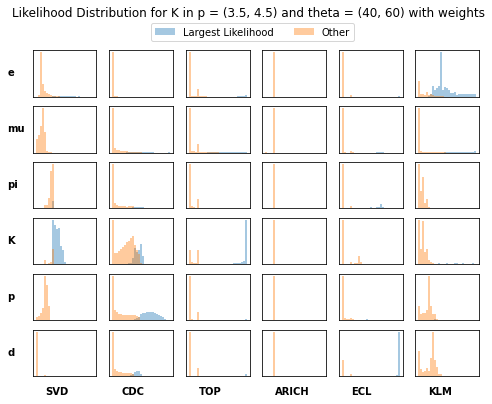 Likelihood Distribution for K in p = (3.5, 4.5) and theta = (40, 60) with weights
Largest Likelihood Other
e
mu
pi
K
p
d
SVD CDC TOP ARICH ECL KLM